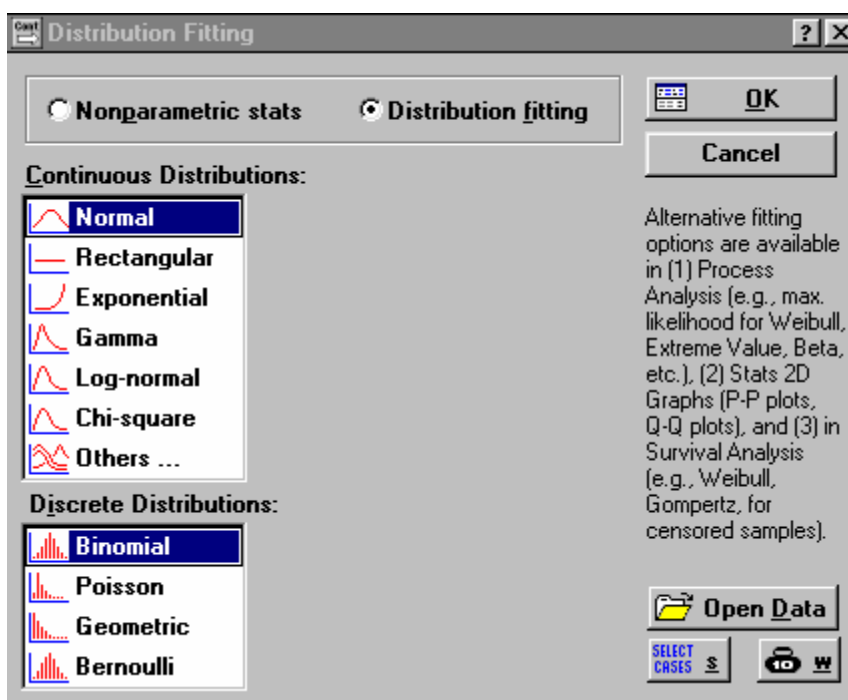 Cont
Distribution Fitting
? X
Nonparametric stats
Distribution fitting
OK
Cancel
Continuous Distributions:
Normal
Rectangular
Exponential
Gamma
Log-normal
Chi-square
Others ...
Discrete Distributions:
Binomial
Poisson
Geometric
Bernoulli
Alternative fitting
options are available
in (1) Process
Analysis (e.g., max.
likelihood for Weibull,
Extreme Value, Beta,
etc.), (2) Stats 2D
Graphs (P-P plots,
Q-Q plots), and (3) in
Survival Analysis
(e.g., Weibull,
Gompertz, for
censored samples).
Open Data
SELECT
CASES S
W